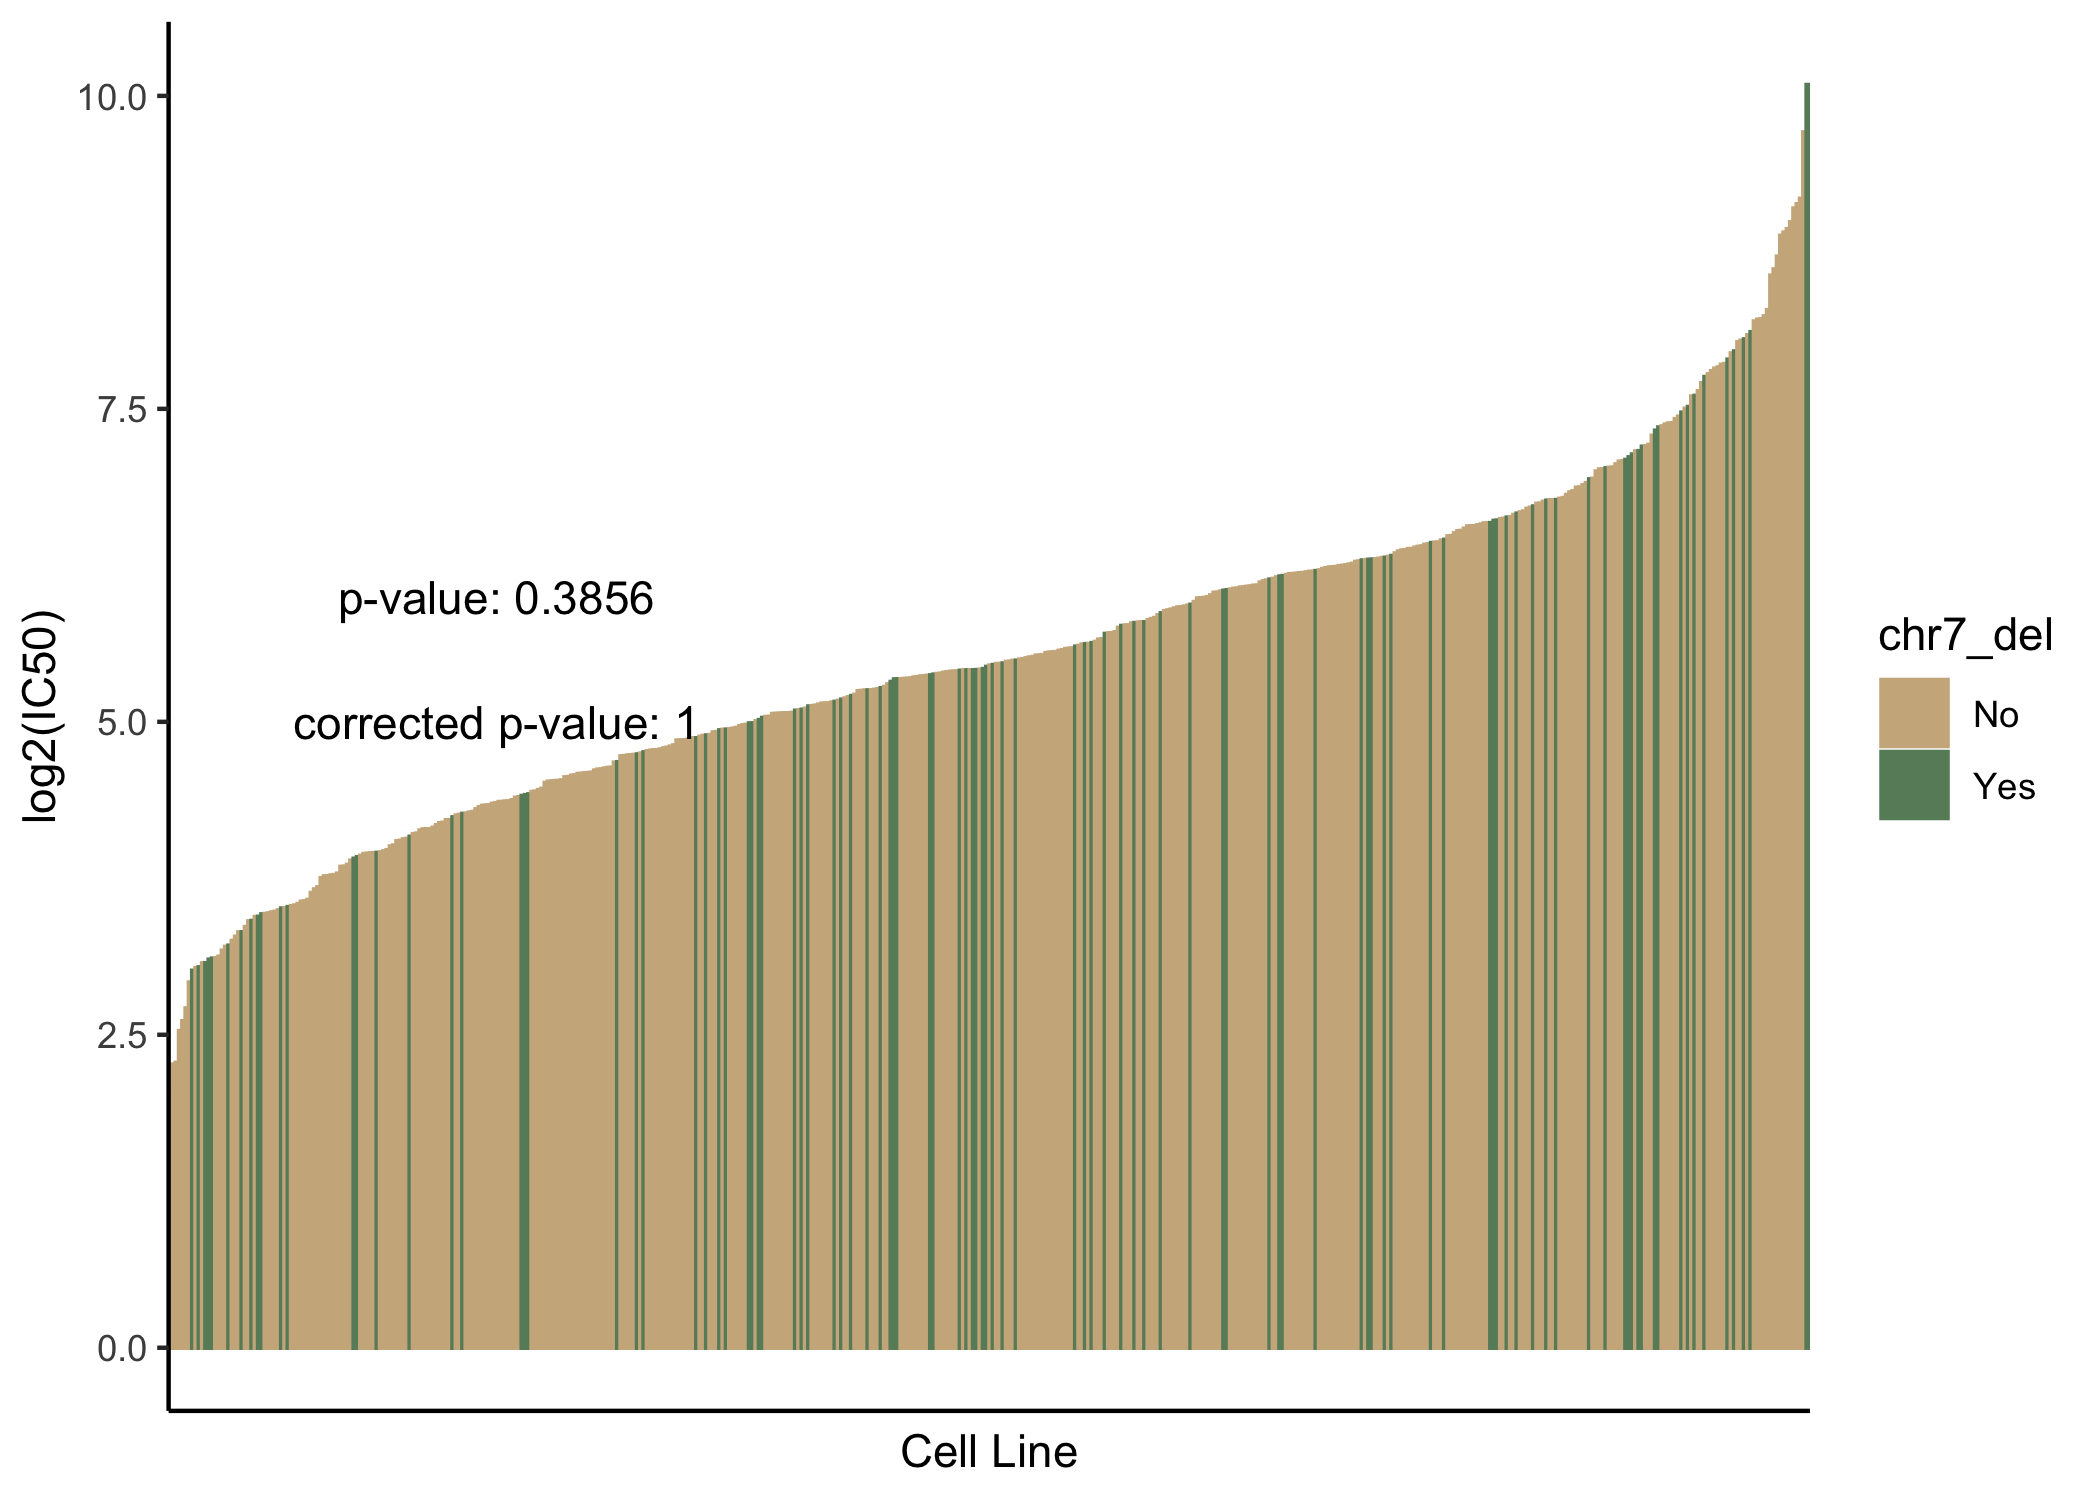 10.0
7.5
5.0
2.5
0.0
log2(IC50)
p-value: 0.3856
corrected p-value: 1
Cell Line
chr7_del
No
Yes